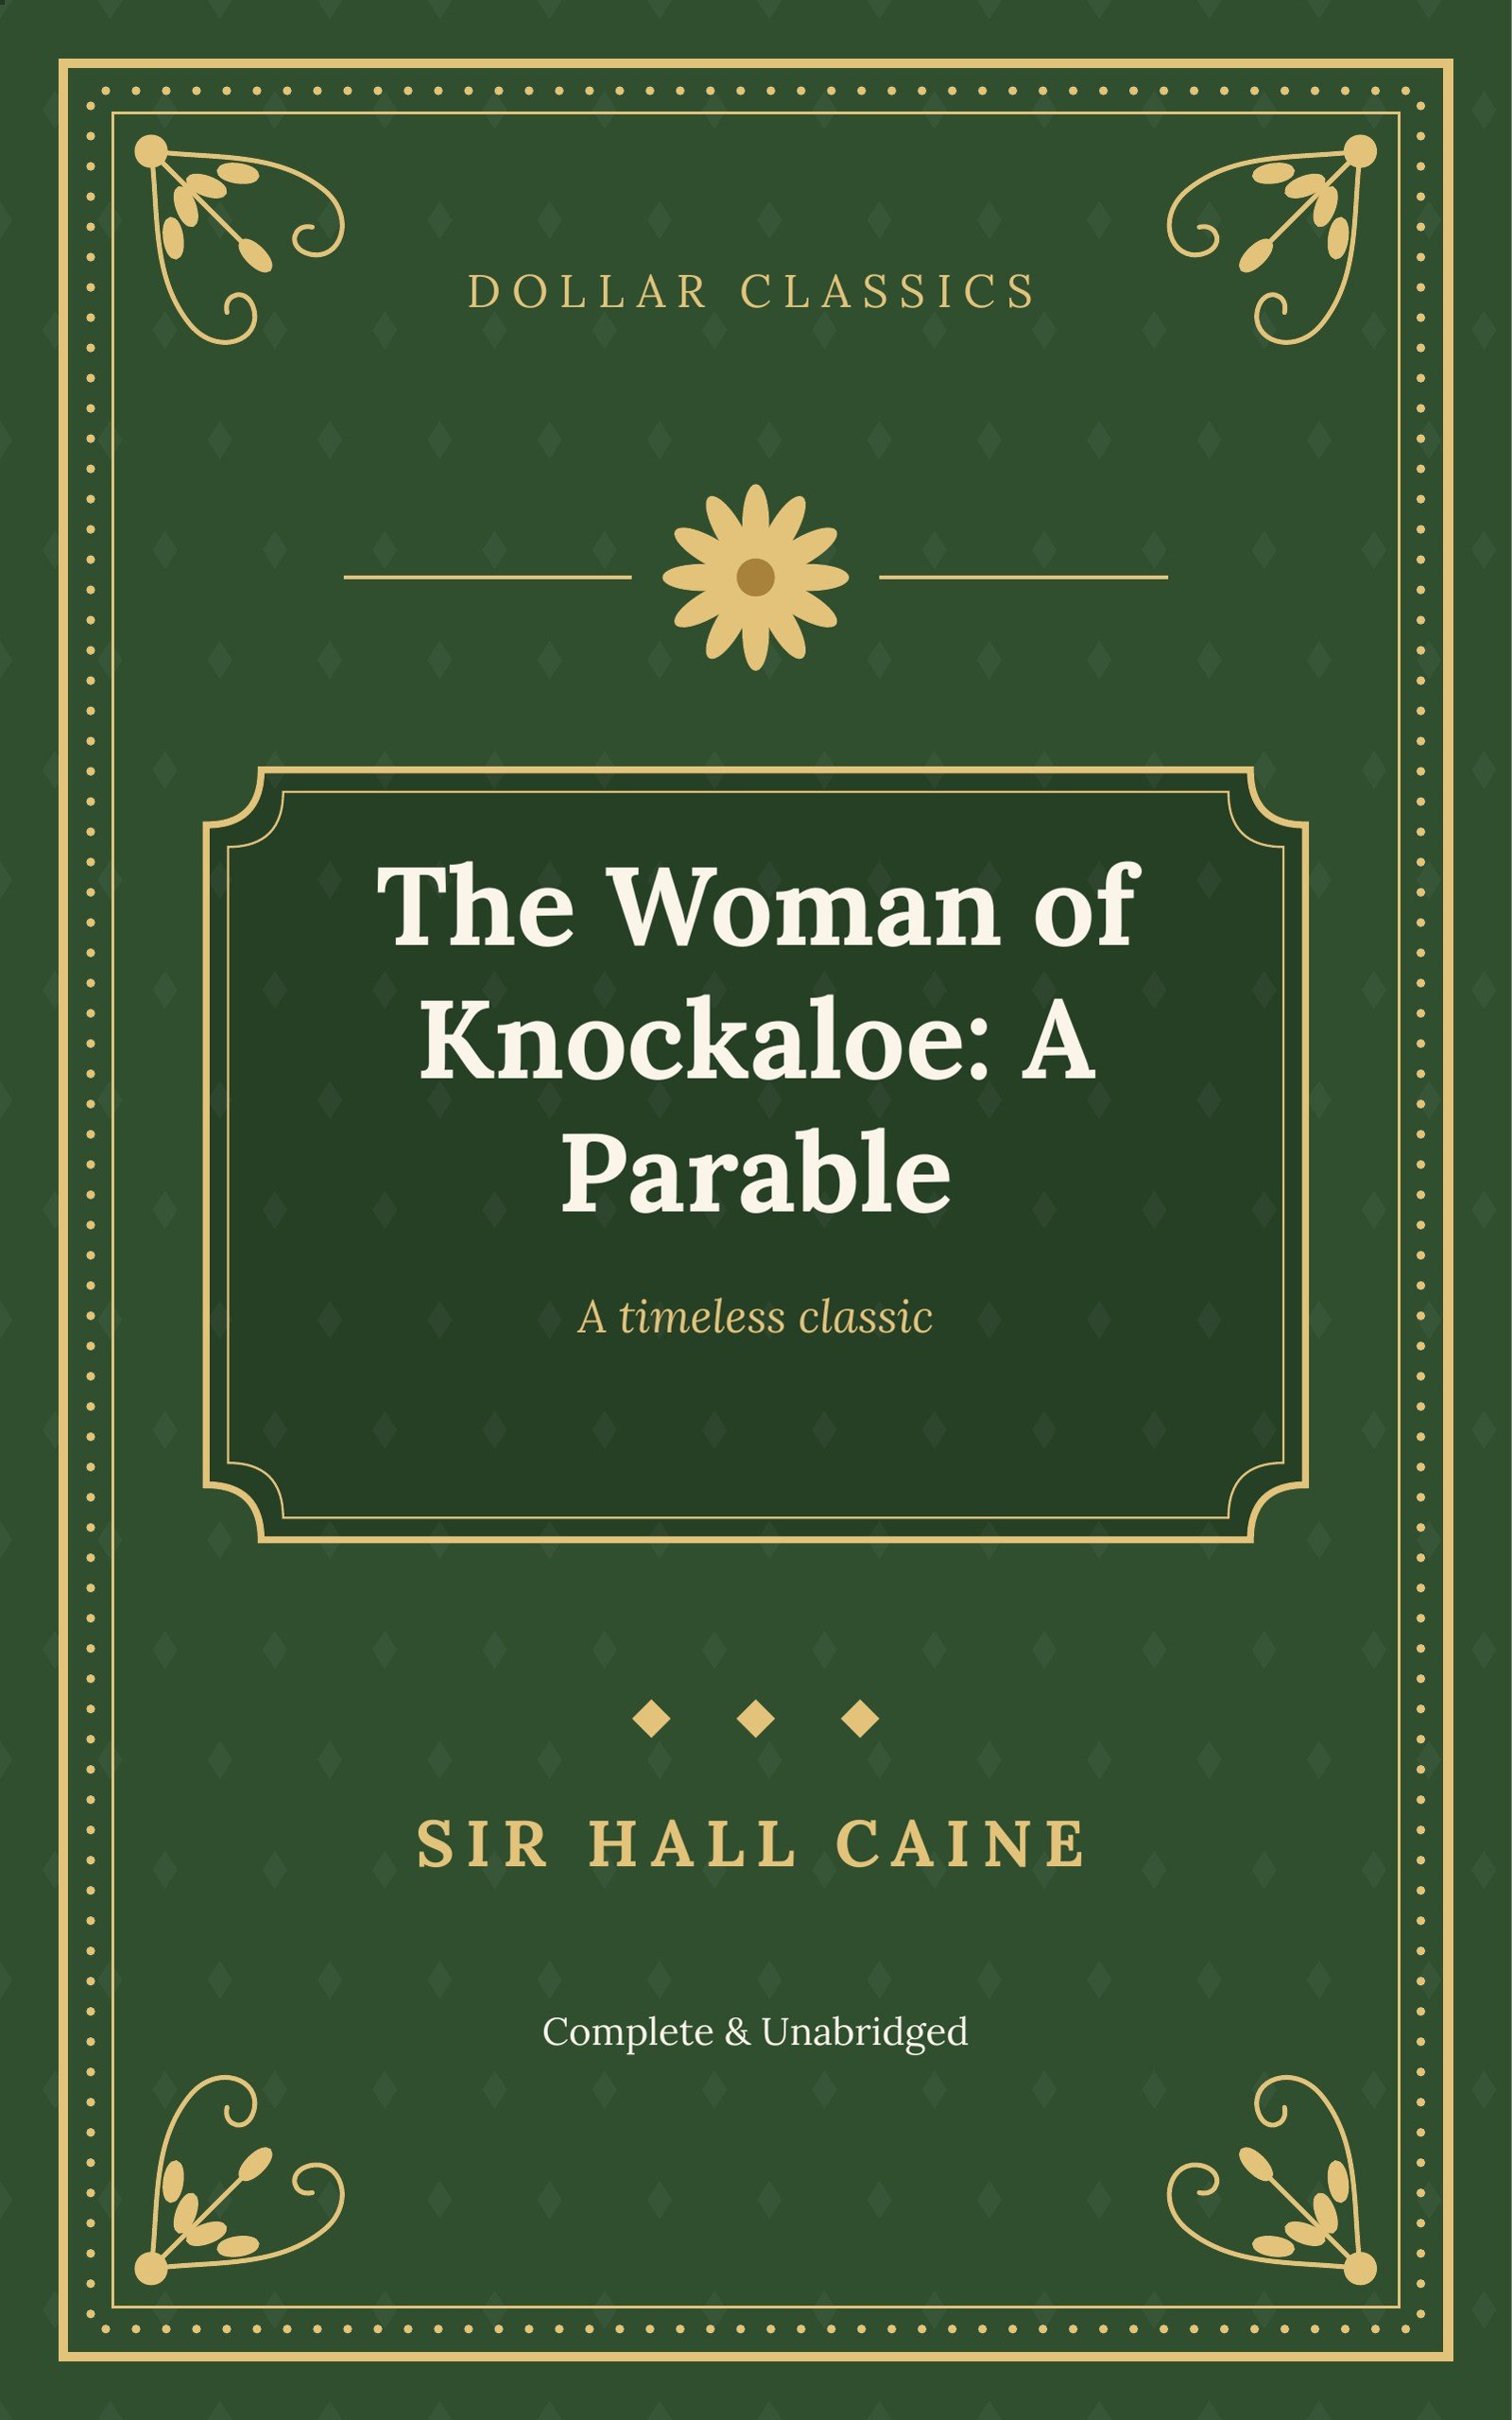 DOLLAR CLASSICS
The Woman of
Knockaloe: A
Parable
A timeless classic
SIR HALL CAINE
Complete & Unabridged